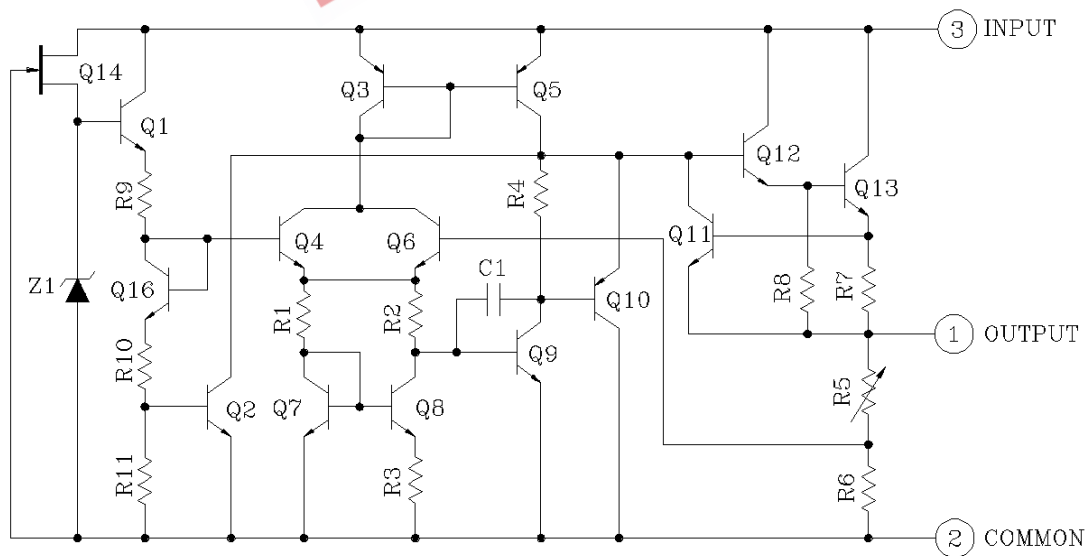 3 INPUT
Q14
Q3
Q5
Q1
Q12
Q13
R9
R4
Q4
Q6
Q11
C1
Z1
Q16
R1
R2
Q10
R8
R7
1 OUTPUT
R10
Q9
R5
Q2
Q7
Q8
R11
R3
R6
2 COMMON